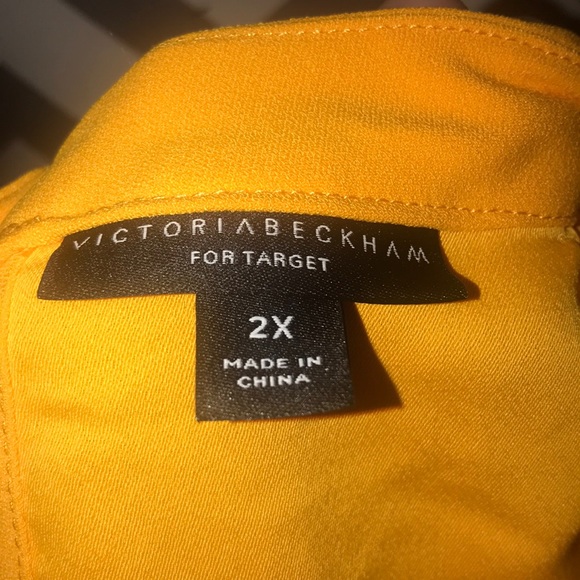 VICTORIABECKHAM
FOR TARGET
2X
MADE IN
CHINA